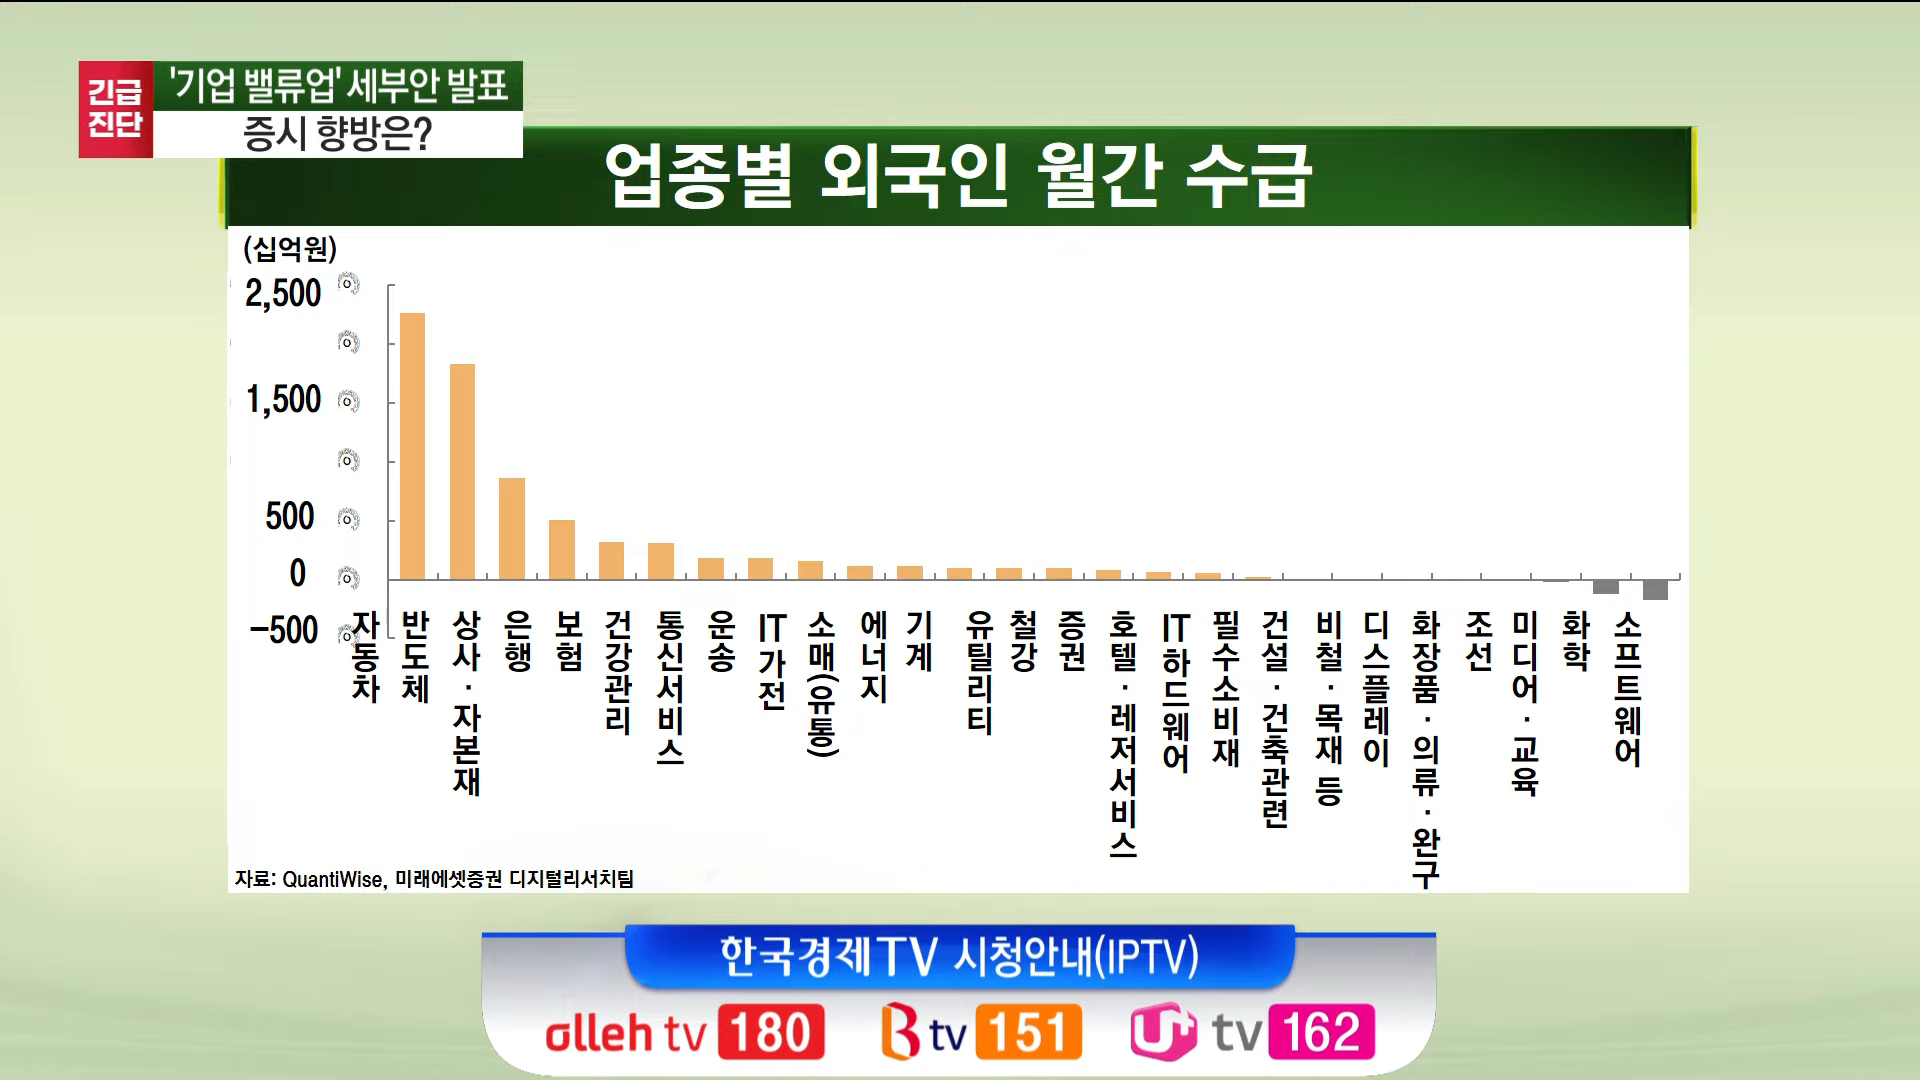 긴급
진단
'기업 밸류업' 세부안 발표
증시 향방은?
업종별 외국인 월간 수급
(십억원)
2,500
1,500
500
0
-500
자동차
반도체
상사·자본재
은행
보험
건강관리
통신서비스
운송
IT가전
소매(유통)
에너지
기계
유틸리티
철강
증권
호텔·레저서비스
IT하드웨어
필수소비재
건설·건축관련
비철·목재 등
디스플레이
화장품·의류·완구
조선
미디어·교육
화학
소프트웨어
자료: QuantiWise, 미래에셋증권 디지털리서치팀
한국경제TV 시청안내(IPTV)
olleh tv 180
B tv 151
U+ tv 162